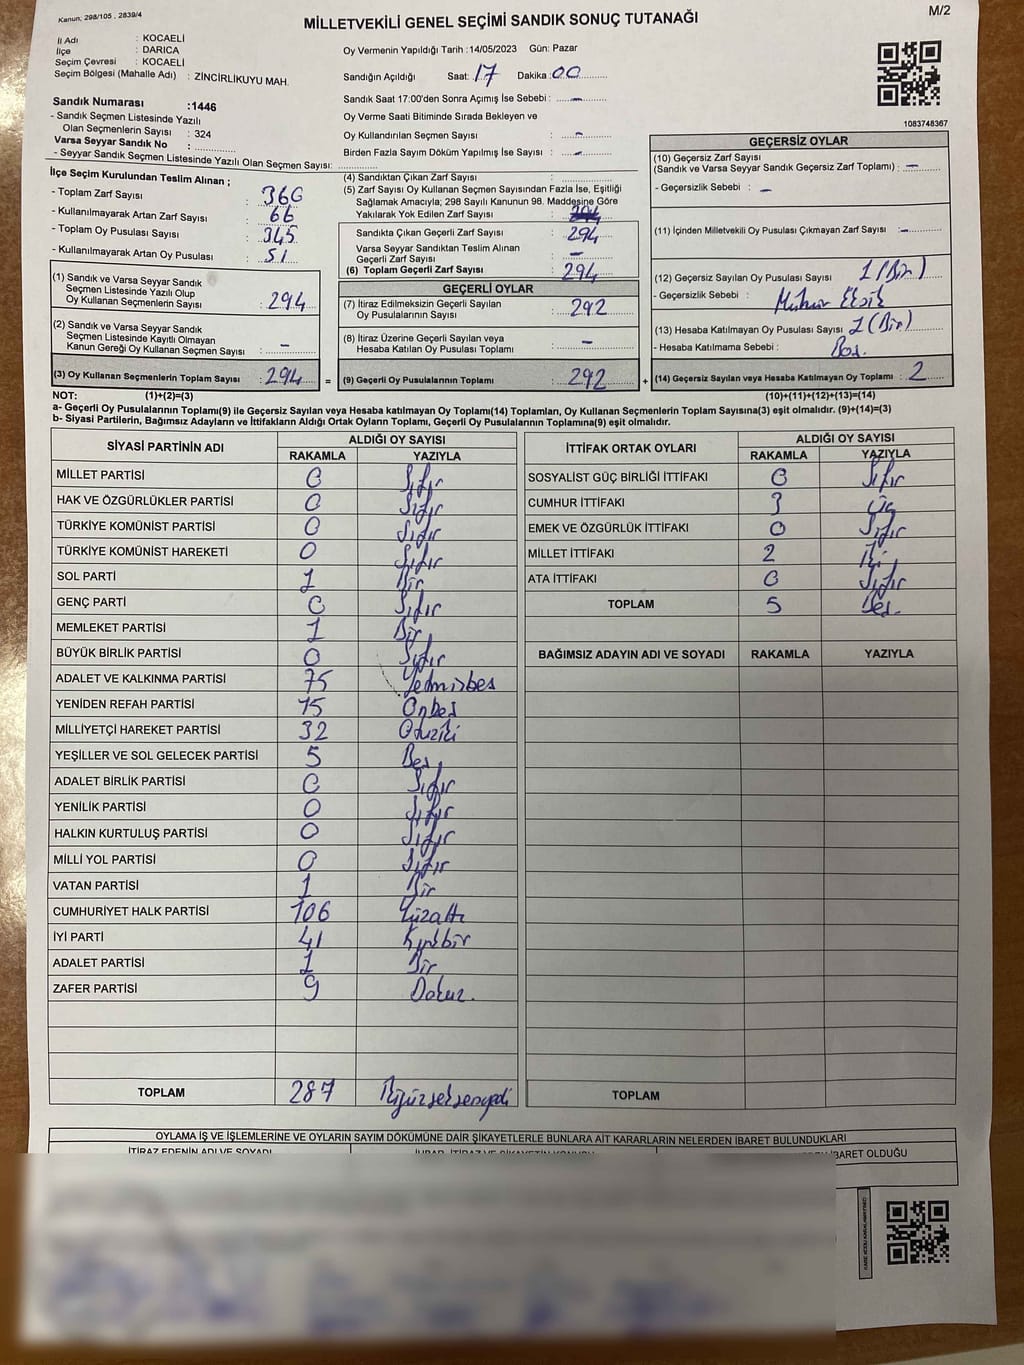 Kanun, 298/105 , 2839/4
MİLLETVEKİLİ GENEL SEÇİMİ SANDIK SONUÇ TUTANAĞI
M/2
İl Adı : KOCAELİ
İlçe : DARICA
Seçim Çevresi : KOCAELİ
Seçim Bölgesi (Mahalle Adı) : ZİNCİRLİKUYU MAH.
Sandık Numarası :1446
- Sandık Seçmen Listesinde Yazılı
Olan Seçmenlerin Sayısı : 324
Varsa Seyyar Sandık No :
- Seyyar Sandık Seçmen Listesinde Yazılı Olan Seçmen Sayısı:
İlçe Seçim Kurulundan Teslim Alınan ;
- Toplam Zarf Sayısı : 360
- Kullanılmayarak Artan Zarf Sayısı : 66
- Toplam Oy Pusulası Sayısı : 345
- Kullanılmayarak Artan Oy Pusulası : 51
(1) Sandık ve Varsa Seyyar Sandık
Seçmen Listesinde Yazılı Olup
Oy Kullanan Seçmenlerin Sayısı : 294
(2) Sandık ve Varsa Seyyar Sandık
Seçmen Listesinde Kayıtlı Olmayan
Kanun Gereği Oy Kullanan Seçmen Sayısı : –
(3) Oy Kullanan Seçmenlerin Toplam Sayısı : 294 =
Oy Vermenin Yapıldığı Tarih :14/05/2023 Gün: Pazar
Sandığın Açıldığı Saat: 17 Dakika : 00
Sandık Saat 17:00'den Sonra Açımış İse Sebebi : –
Oy Verme Saati Bitiminde Sırada Bekleyen ve
Oy Kullandırılan Seçmen Sayısı : –
Birden Fazla Sayım Döküm Yapılmış İse Sayısı : –
(4) Sandıktan Çıkan Zarf Sayısı :
(5) Zarf Sayısı Oy Kullanan Seçmen Sayısından Fazla İse, Eşitliği
Sağlamak Amacıyla; 298 Sayılı Kanunun 98. Maddesine Göre
Yakılarak Yok Edilen Zarf Sayısı :
Sandıkta Çıkan Geçerli Zarf Sayısı : 294
Varsa Seyyar Sandıktan Teslim Alınan
Geçerli Zarf Sayısı : –
(6) Toplam Geçerli Zarf Sayısı : 294
GEÇERLİ OYLAR
(7) İtiraz Edilmeksizin Geçerli Sayılan
Oy Pusulalarının Sayısı : 292
(8) İtiraz Üzerine Geçerli Sayılan veya
Hesaba Katılan Oy Pusulası Toplamı : –
(9) Geçerli Oy Pusulalarının Toplamı : 292 +
1083748367
GEÇERSİZ OYLAR
(10) Geçersiz Zarf Sayısı
(Sandık ve Varsa Seyyar Sandık Geçersiz Zarf Toplamı) : –
- Geçersizlik Sebebi : –
(11) İçinden Milletvekili Oy Pusulası Çıkmayan Zarf Sayısı : –
(12) Geçersiz Sayılan Oy Pusulası Sayısı : 1 (Bir)
- Geçersizlik Sebebi : Mühür Eksik
(13) Hesaba Katılmayan Oy Pusulası Sayısı : 1 (Bir)
- Hesaba Katılmama Sebebi : Boş.
(14) Geçersiz Sayılan veya Hesaba Katılmayan Oy Toplamı : 2
NOT: (1)+(2)=(3) (10)+(11)+(12)+(13)=(14)
a- Geçerli Oy Pusulalarının Toplamı(9) ile Geçersiz Sayılan veya Hesaba katılmayan Oy Toplamı(14) Toplamları, Oy Kullanan Seçmenlerin Toplam Sayısına(3) eşit olmalıdır. (9)+(14)=(3)
b- Siyasi Partilerin, Bağımsız Adayların ve İttifakların Aldığı Ortak Oyların Toplamı, Geçerli Oy Pusulalarının Toplamına(9) eşit olmalıdır.
SİYASİ PARTİNİN ADI ALDIĞI OY SAYISI
RAKAMLA YAZIYLA
MİLLET PARTİSİ 0 Sıfır
HAK VE ÖZGÜRLÜKLER PARTİSİ 0 Sıfır
TÜRKİYE KOMÜNİST PARTİSİ 0 Sıfır
TÜRKİYE KOMÜNİST HAREKETİ 0 Sıfır
SOL PARTİ 1 Bir
GENÇ PARTİ 0 Sıfır
MEMLEKET PARTİSİ 1 Bir
BÜYÜK BİRLİK PARTİSİ 0 Sıfır
ADALET VE KALKINMA PARTİSİ 75 Yetmişbeş
YENİDEN REFAH PARTİSİ 15 Onbeş
MİLLİYETÇİ HAREKET PARTİSİ 32 Otuziki
YEŞİLLER VE SOL GELECEK PARTİSİ 5 Beş
ADALET BİRLİK PARTİSİ 0 Sıfır
YENİLİK PARTİSİ 0 Sıfır
HALKIN KURTULUŞ PARTİSİ 0 Sıfır
MİLLİ YOL PARTİSİ 0 Sıfır
VATAN PARTİSİ 1 Bir
CUMHURİYET HALK PARTİSİ 106 Yüzaltı
İYİ PARTİ 41 Kırkbir
ADALET PARTİSİ 1 Bir
ZAFER PARTİSİ 9 Dokuz.
TOPLAM 287 İkiyüzseksenyedi
İTTİFAK ORTAK OYLARI ALDIĞI OY SAYISI
RAKAMLA YAZIYLA
SOSYALİST GÜÇ BİRLİĞİ İTTİFAKI 0 Sıfır
CUMHUR İTTİFAKI 3 Üç
EMEK VE ÖZGÜRLÜK İTTİFAKI 0 Sıfır
MİLLET İTTİFAKI 2 İki
ATA İTTİFAKI 0 Sıfır
TOPLAM 5 Beş.
BAĞIMSIZ ADAYIN ADI VE SOYADI RAKAMLA YAZIYLA
TOPLAM
OYLAMA İŞ VE İŞLEMLERİNE VE OYLARIN SAYIM DÖKÜMÜNE DAİR ŞİKAYETLERLE BUNLARA AİT KARARLARIN NELERDEN İBARET BULUNDUKLARI
İTİRAZ EDENİN ADI VE SOYADI
İBARET OLDUĞU